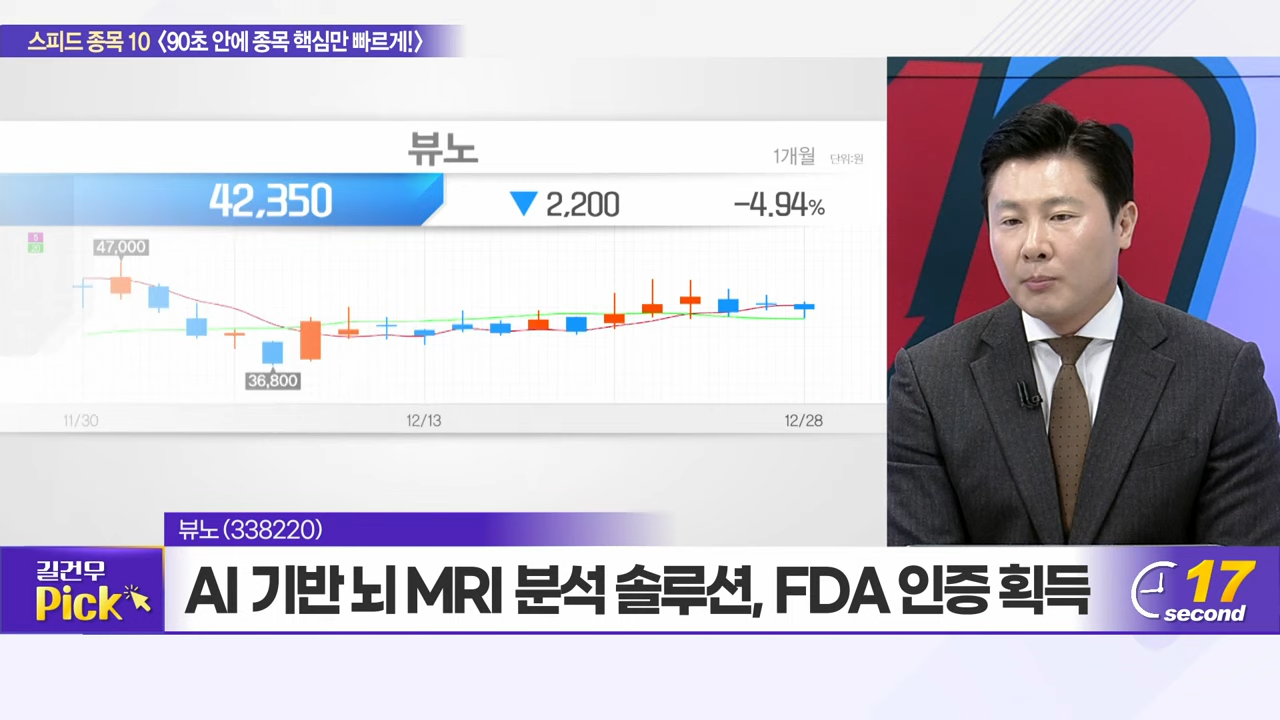 스피드 종목 10 〈90초 안에 종목 핵심만 빠르게!〉
뷰노
1개월 단위:원
42,350 ▼ 2,200 -4.94%
5
20
47,000
36,800
11/30 12/13 12/28
뷰노 (338220)
길건무
Pick
AI 기반 뇌 MRI 분석 솔루션, FDA 인증 획득
17
second